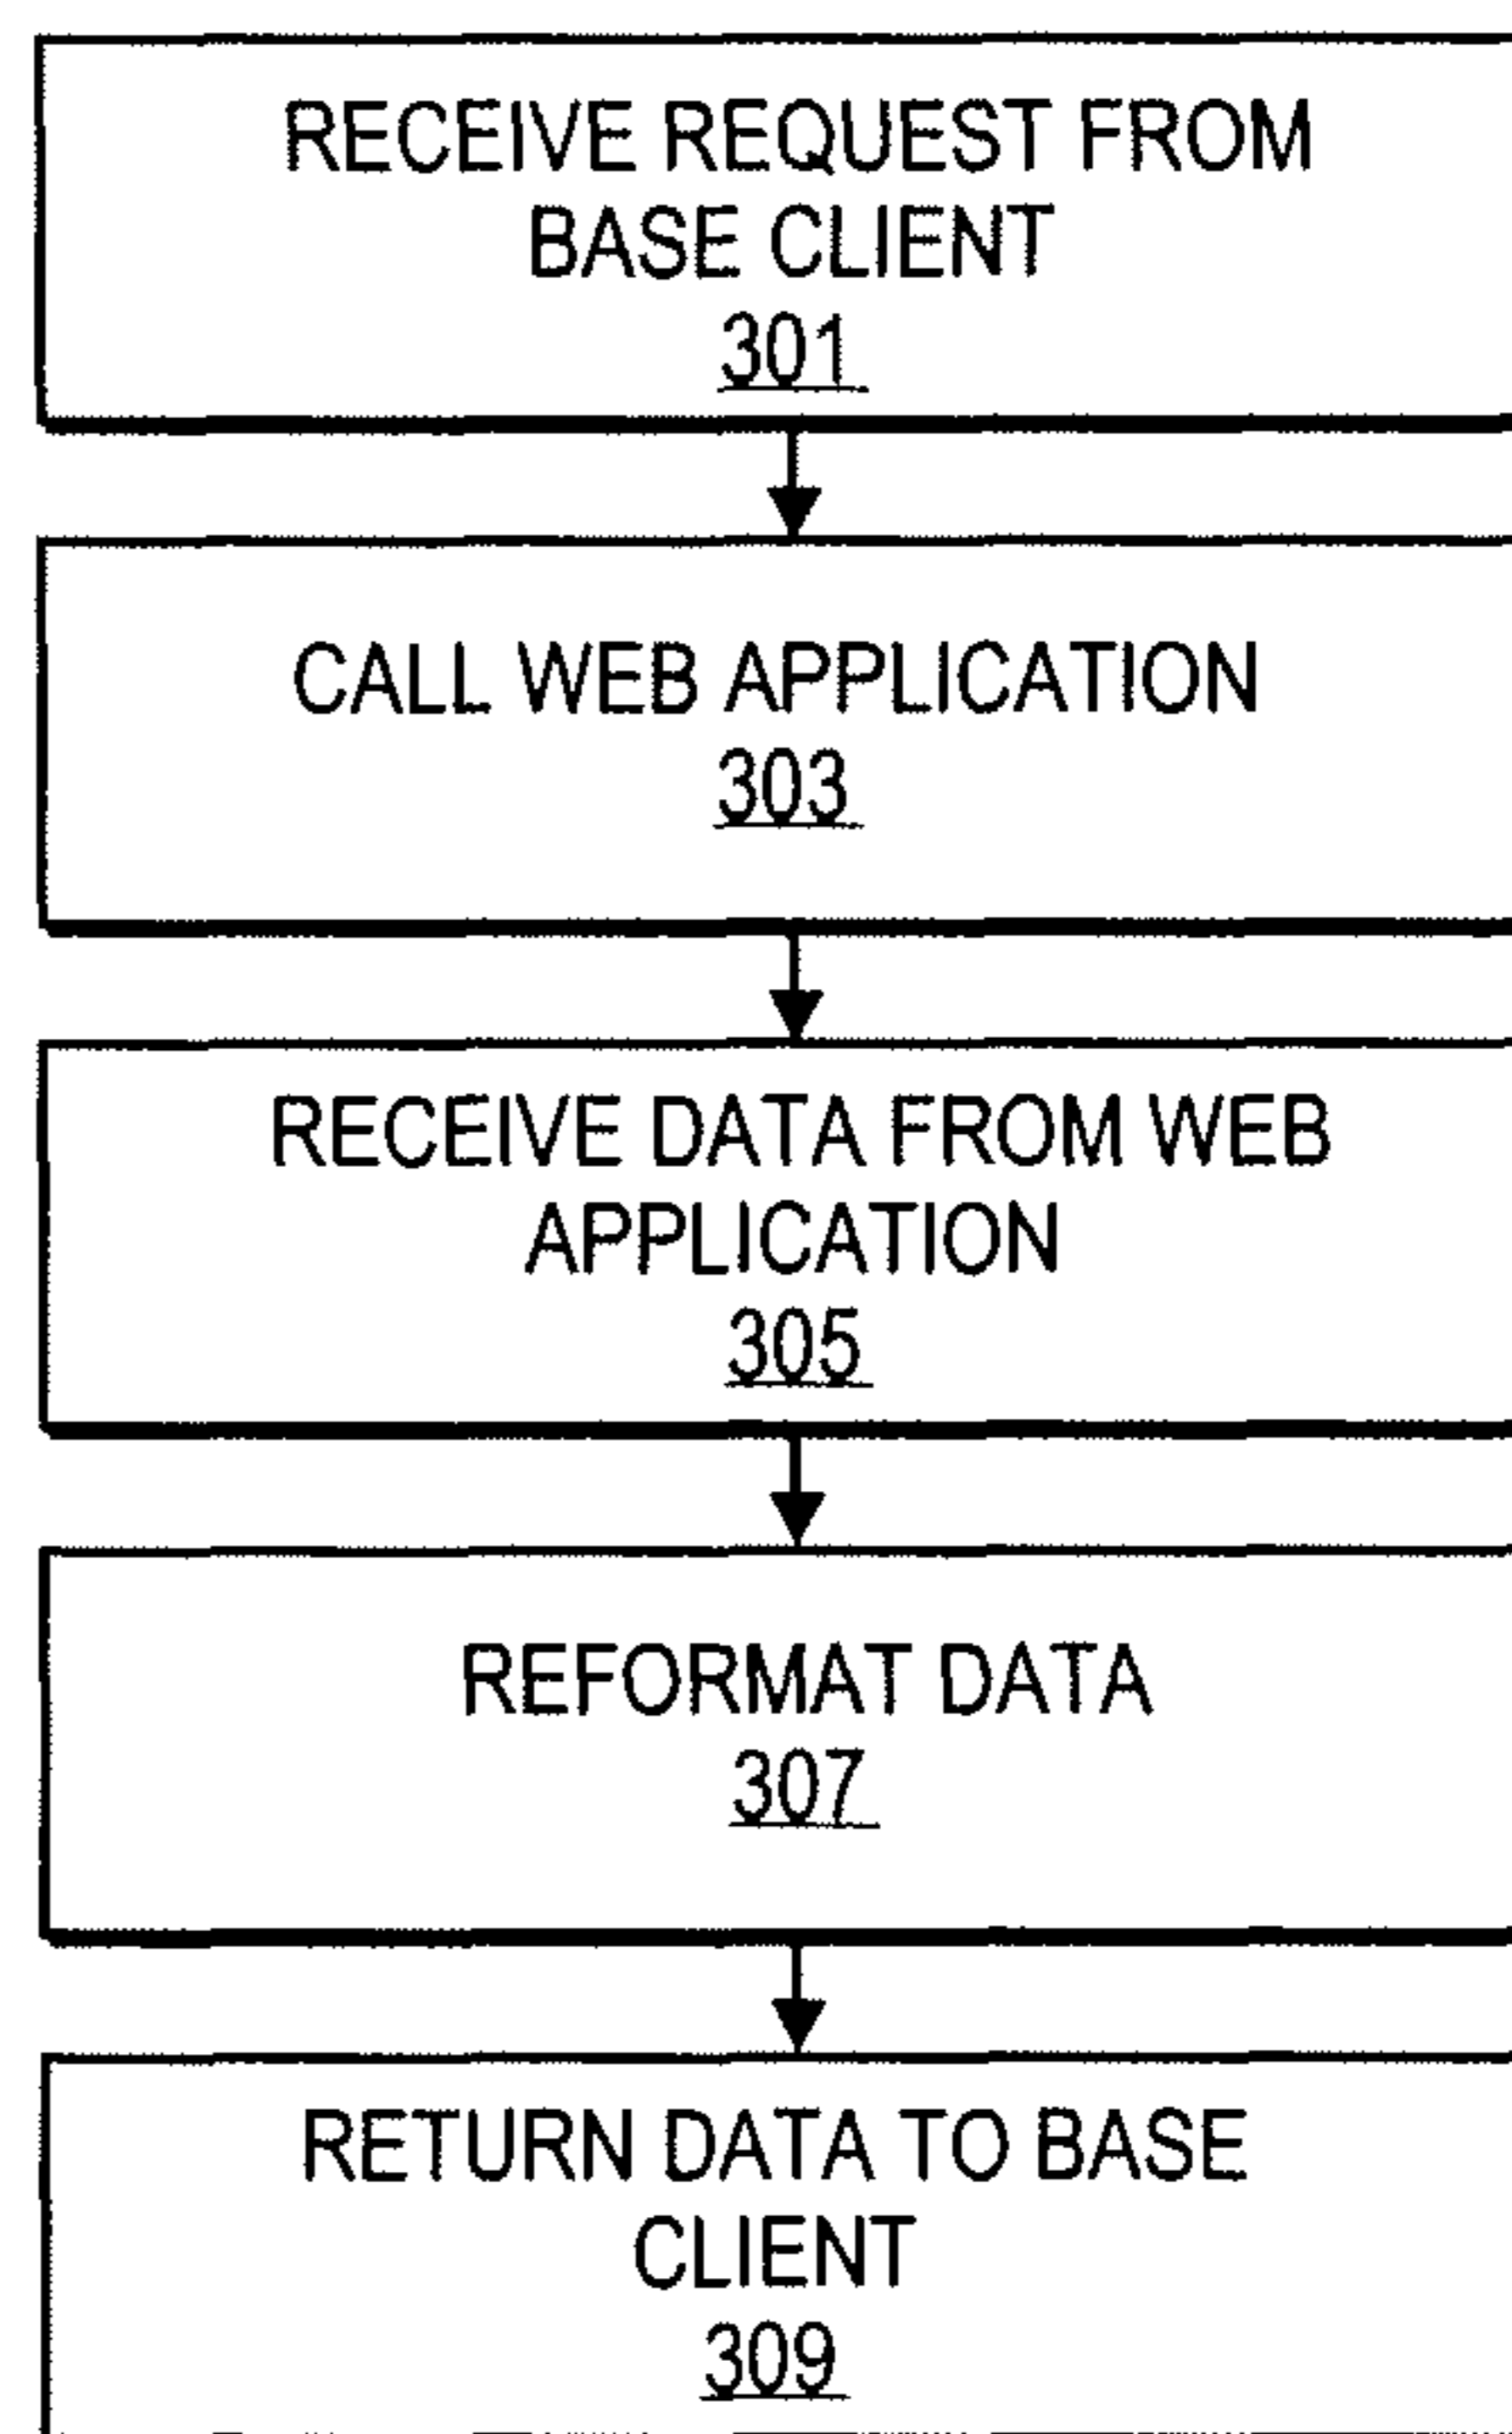 RECEIVE REQUEST FROM
BASE CLIENT
301
CALL WEB APPLICATION
303
RECEIVE DATA FROM WEB
APPLICATION
305
REFORMAT DATA
307
RETURN DATA TO BASE
CLIENT
309